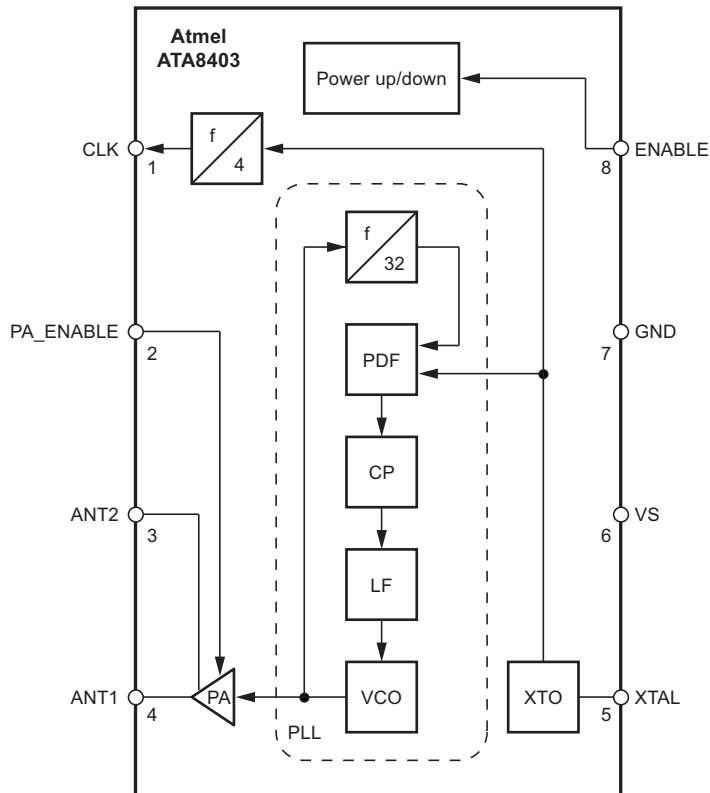 Atmel
ATA8403
Power up/down
CLK
1
f
4
8
ENABLE
f
32
PA_ENABLE
2
PDF
7
GND
CP
ANT2
3
6
VS
LF
ANT1
4
PA
PLL
VCO
XTO
5
XTAL